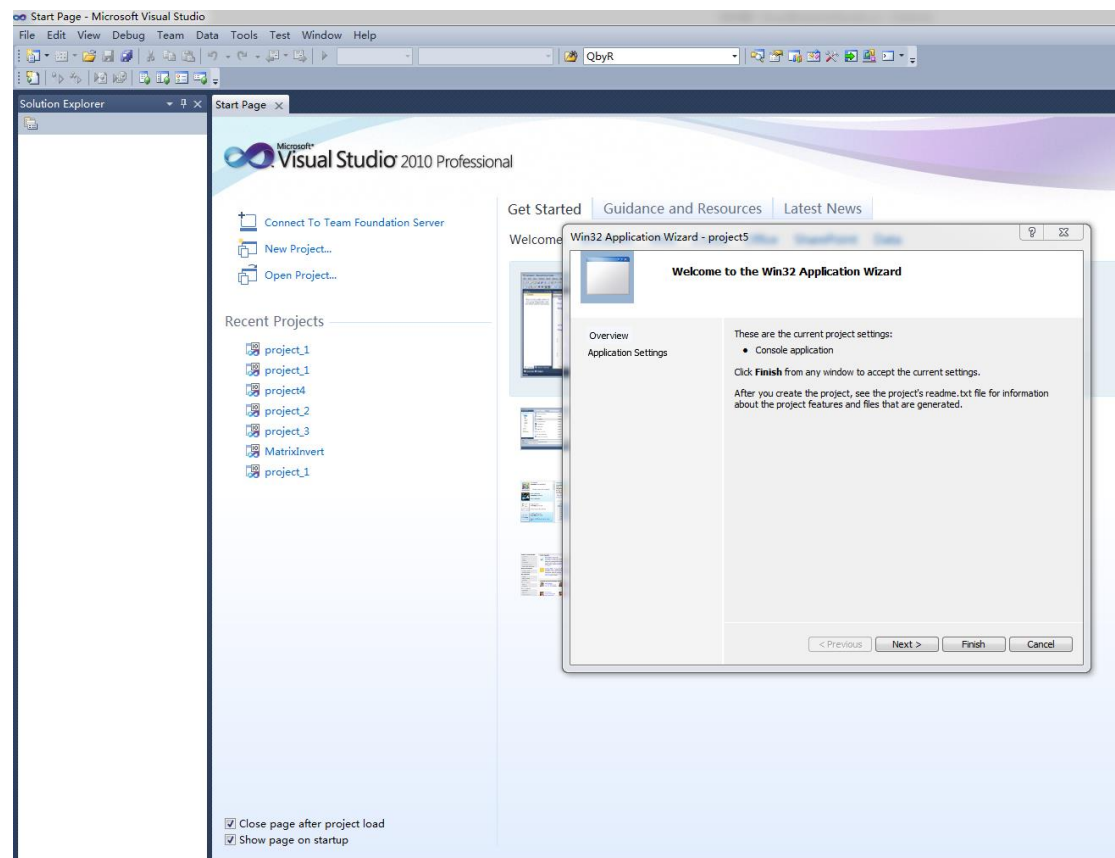 Start Page - Microsoft Visual Studio
File Edit View Debug Team Data Tools Test Window Help
QbyR
Solution Explorer
Start Page
Microsoft
Visual Studio 2010 Professional
Connect To Team Foundation Server
New Project...
Open Project...
Recent Projects
project_1
project_1
project4
project_2
project_3
MatrixInvert
project_1
Close page after project load
Show page on startup
Get Started Guidance and Resources Latest News
Welcome
Win32 Application Wizard - project5
Welcome to the Win32 Application Wizard
Overview
Application Settings
These are the current project settings:
• Console application
Click Finish from any window to accept the current settings.
After you create the project, see the project's readme.txt file for information
about the project features and files that are generated.
< Previous Next > Finish Cancel